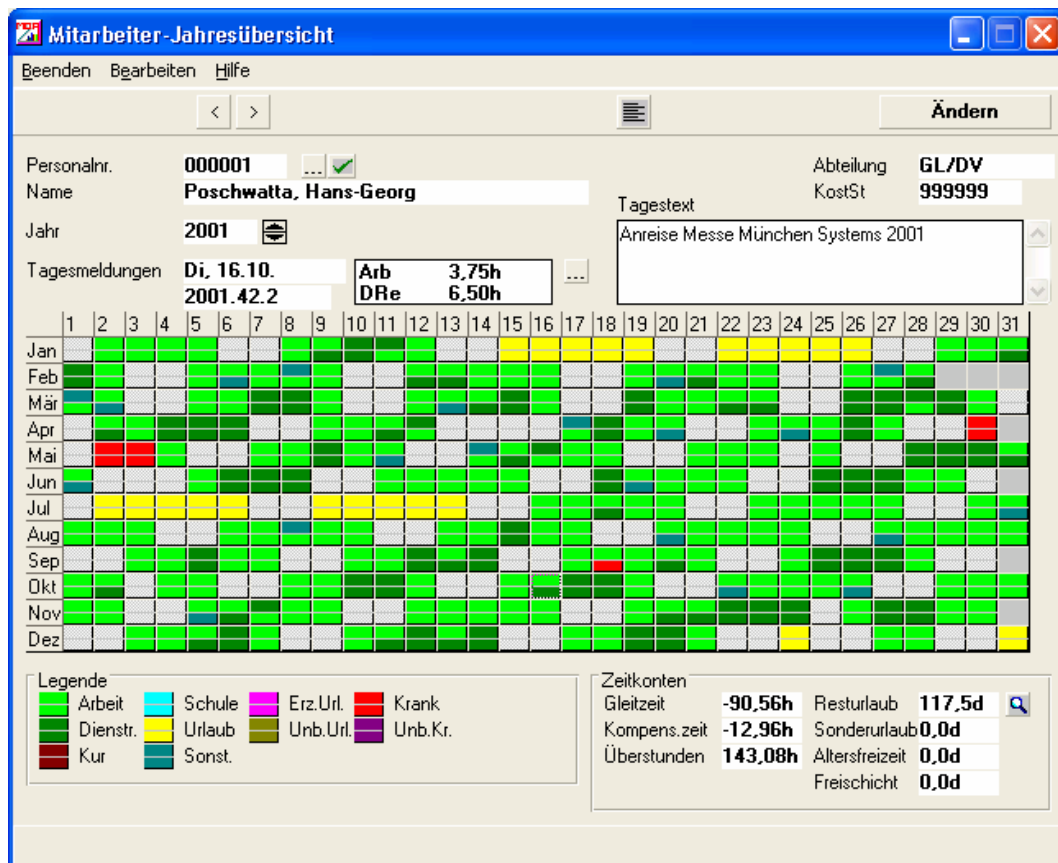 Mitarbeiter-Jahresübersicht
Beenden Bearbeiten Hilfe
< > Ändern
Personalnr. 000001 ... Abteilung GL/DV
Name Poschwatta, Hans-Georg KostSt 999999
Tagestext
Jahr 2001 Anreise Messe München Systems 2001
Tagesmeldungen Di, 16.10. Arb 3,75h ...
2001.42.2 DRe 6,50h
1 2 3 4 5 6 7 8 9 10 11 12 13 14 15 16 17 18 19 20 21 22 23 24 25 26 27 28 29 30 31
Jan
Feb
Mär
Apr
Mai
Jun
Jul
Aug
Sep
Okt
Nov
Dez
Legende
Arbeit Schule Erz.Url. Krank
Dienstr. Urlaub Unb.Url. Unb.Kr.
Kur Sonst.
Zeitkonten
Gleitzeit -90,56h Resturlaub 117,5d
Kompens.zeit -12,96h Sonderurlaub 0,0d
Überstunden 143,08h Altersfreizeit 0,0d
Freischicht 0,0d